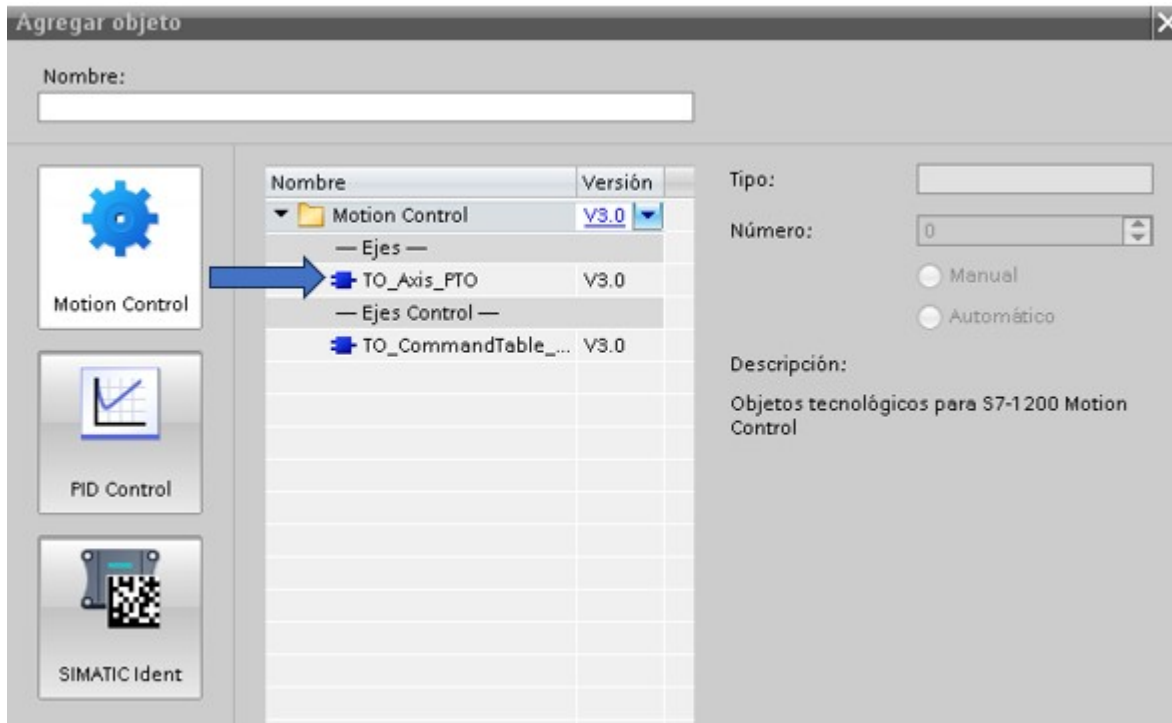 Agregar objeto
Nombre:
Motion Control
PID Control
SIMATIC Ident
Nombre Versión
Motion Control V3.0
— Ejes —
TO_Axis_PTO V3.0
— Ejes Control —
TO_CommandTable_... V3.0
Tipo:
Número: 0
Manual
Automático
Descripción:
Objetos tecnológicos para S7-1200 Motion
Control